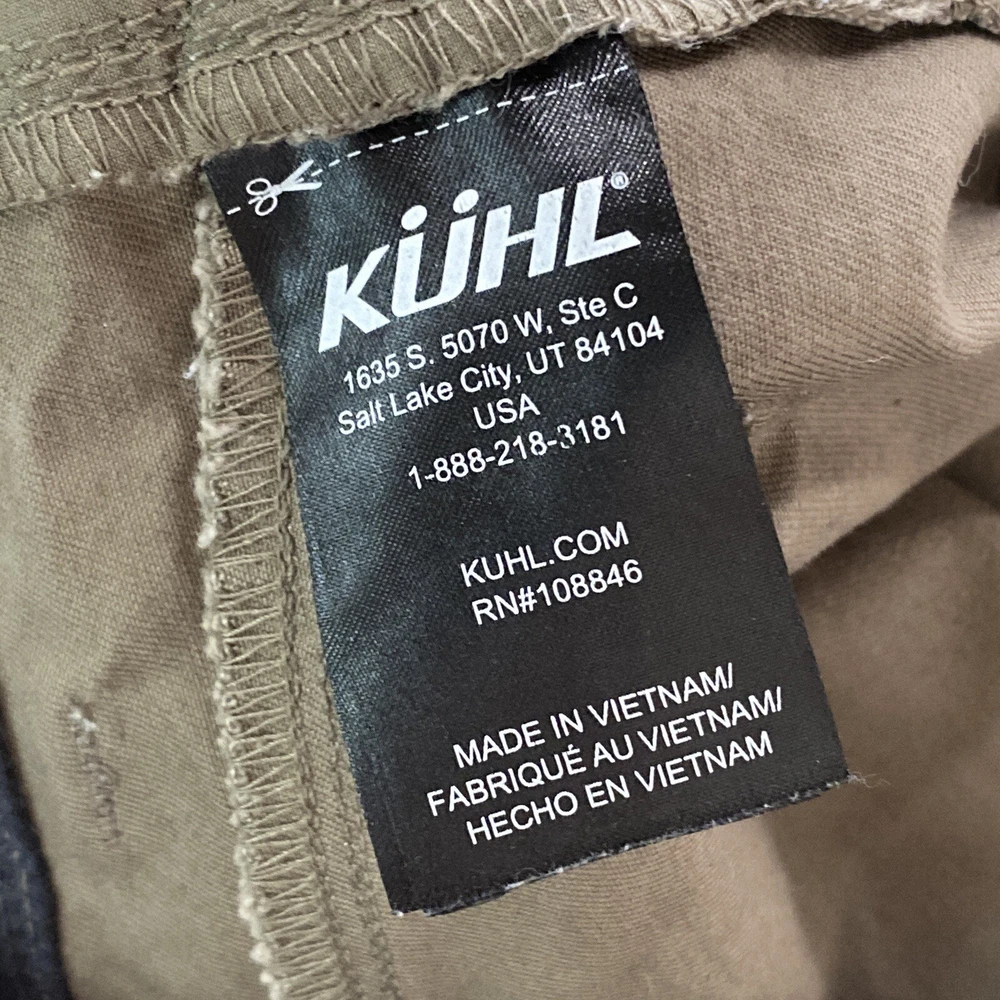 KÜHL®
1635 S. 5070 W, Ste C
Salt Lake City, UT 84104
USA
1-888-218-3181
KUHL.COM
RN#108846
MADE IN VIETNAM/
FABRIQUÉ AU VIETNAM/
HECHO EN VIETNAM